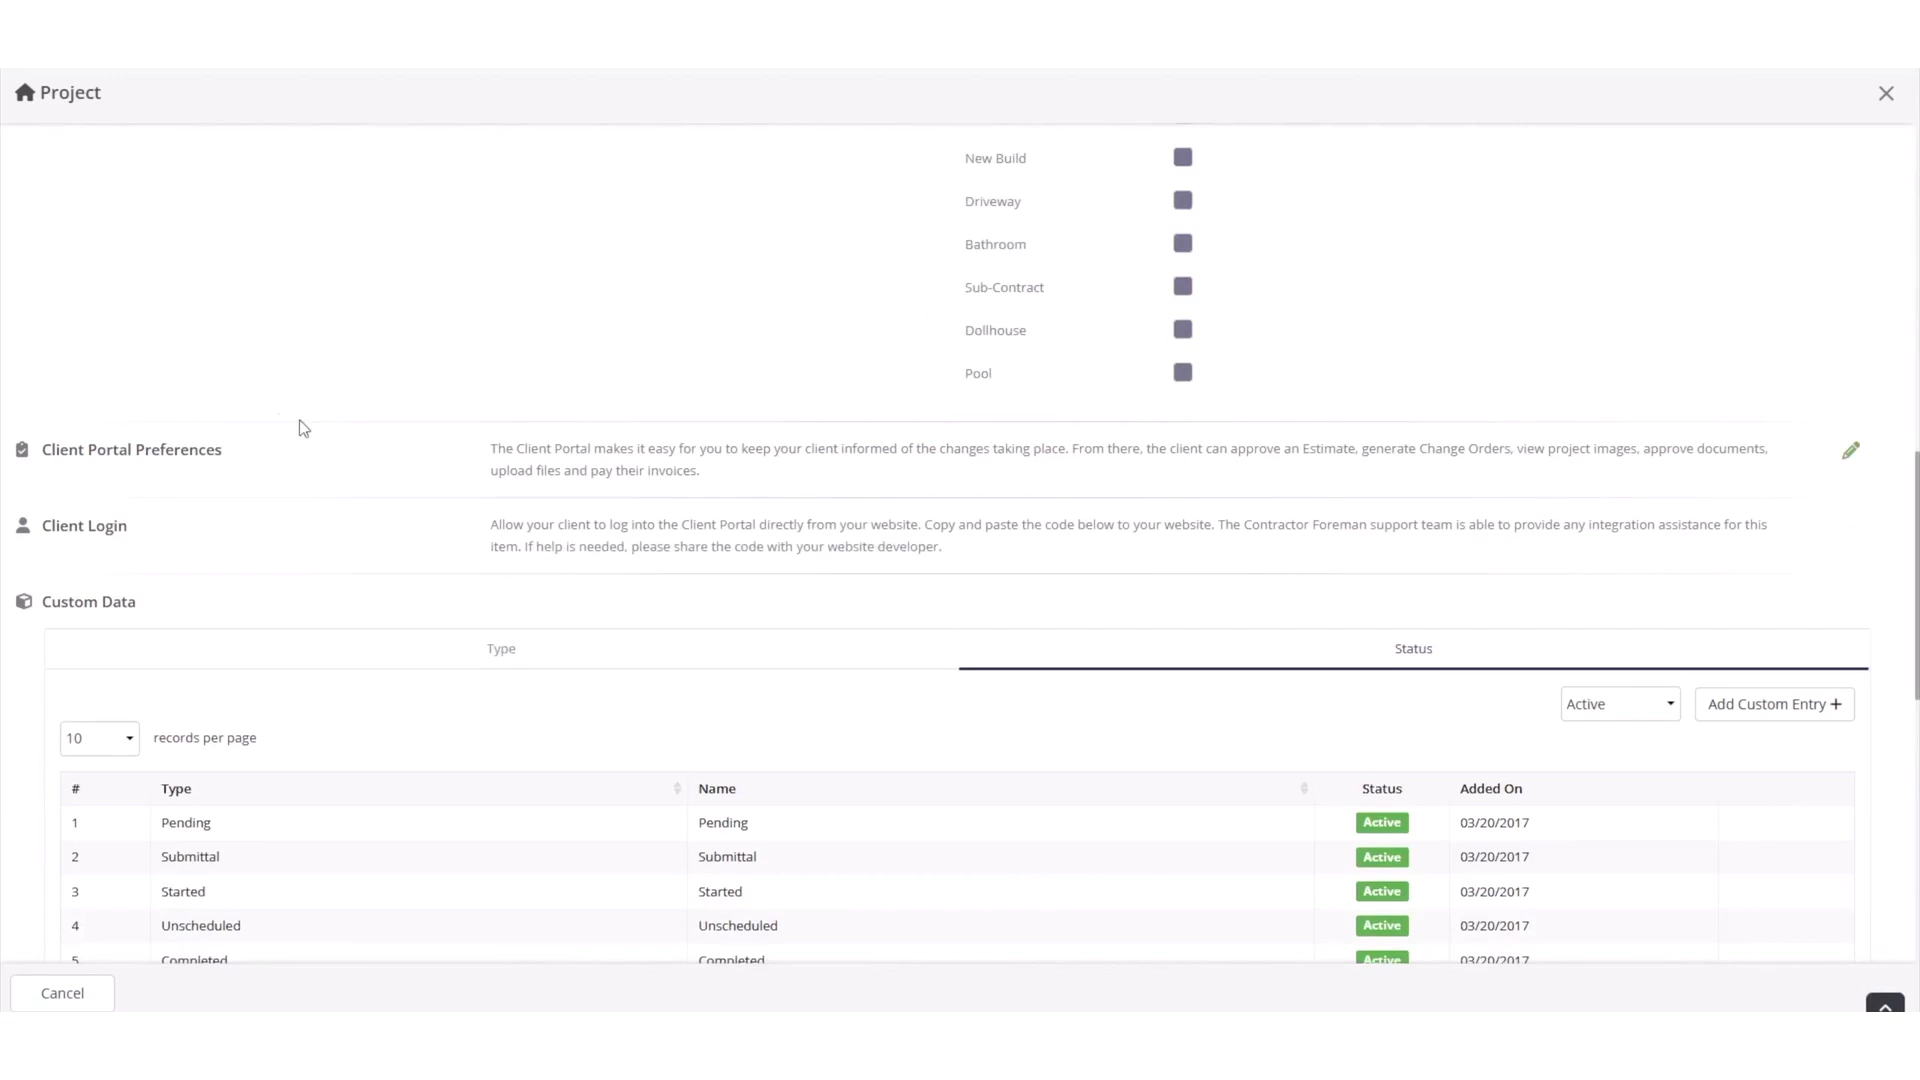 Project
New Build
Driveway
Bathroom
Sub-Contract
Dollhouse
Pool
Client Portal Preferences
The Client Portal makes it easy for you to keep your client informed of the changes taking place. From there, the client can approve an Estimate, generate Change Orders, view project images, approve documents,
upload files and pay their invoices.
Client Login
Allow your client to log into the Client Portal directly from your website. Copy and paste the code below to your website. The Contractor Foreman support team is able to provide any integration assistance for this
item. If help is needed, please share the code with your website developer.
Custom Data
Type Status
Active Add Custom Entry +
10 records per page
# Type Name Status Added On
1 Pending Pending Active 03/20/2017
2 Submittal Submittal Active 03/20/2017
3 Started Started Active 03/20/2017
4 Unscheduled Unscheduled Active 03/20/2017
5 Completed Completed Active 03/20/2017
Cancel